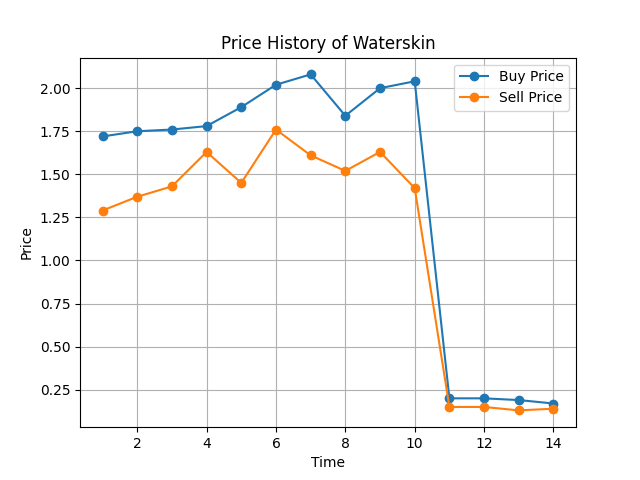 Price History of Waterskin
Buy Price
Sell Price
Price
2.00
1.75
1.50
1.25
1.00
0.75
0.50
0.25
2 4 6 8 10 12 14
Time